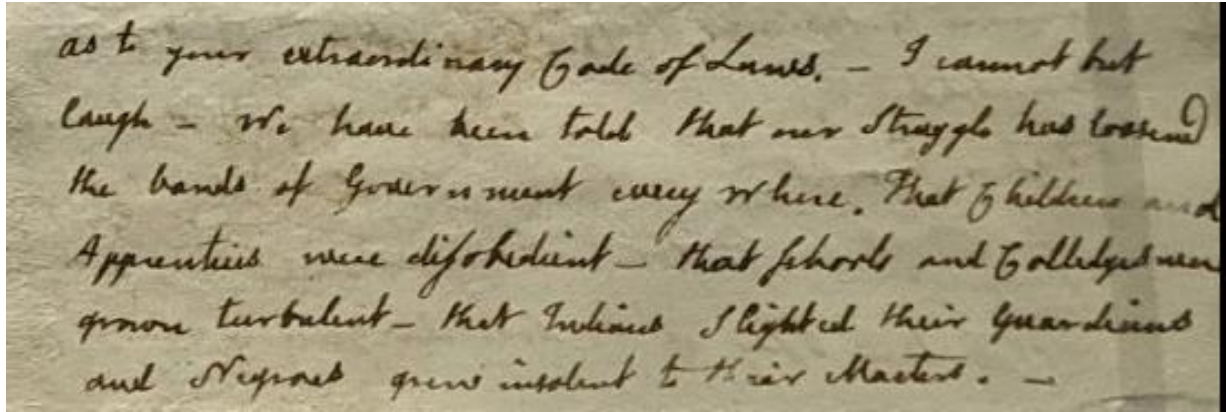 as to your extraordinary Code of Laws. – I cannot but
laugh – We have been told that our Struggle has loosened
the bands of Government every where. That Children and
Apprentices were disobedient – that schools and Colledges were
grown turbulent – that Indians slighted their Guardians
and Negroes grew insolent to their Masters. –